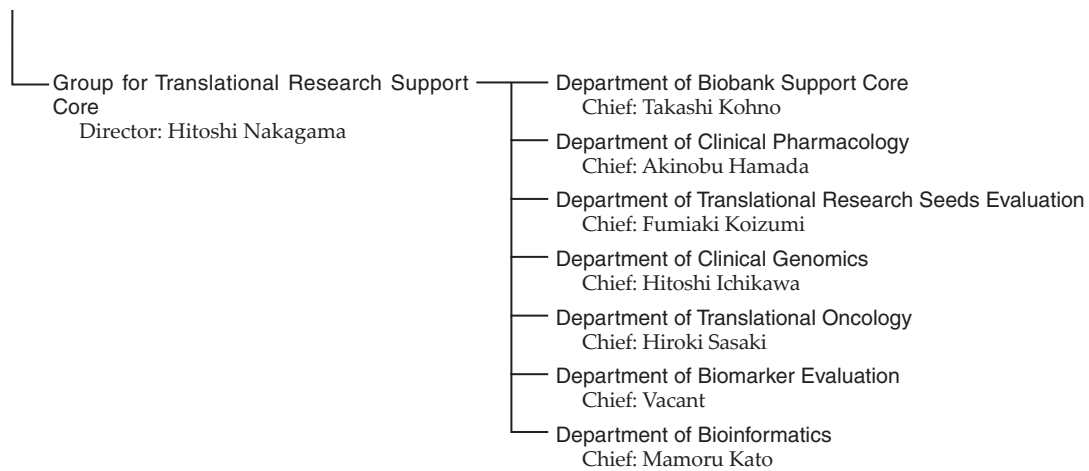 Group for Translational Research Support
Core
Director: Hitoshi Nakagama
Department of Biobank Support Core
Chief: Takashi Kohno
Department of Clinical Pharmacology
Chief: Akinobu Hamada
Department of Translational Research Seeds Evaluation
Chief: Fumiaki Koizumi
Department of Clinical Genomics
Chief: Hitoshi Ichikawa
Department of Translational Oncology
Chief: Hiroki Sasaki
Department of Biomarker Evaluation
Chief: Vacant
Department of Bioinformatics
Chief: Mamoru Kato